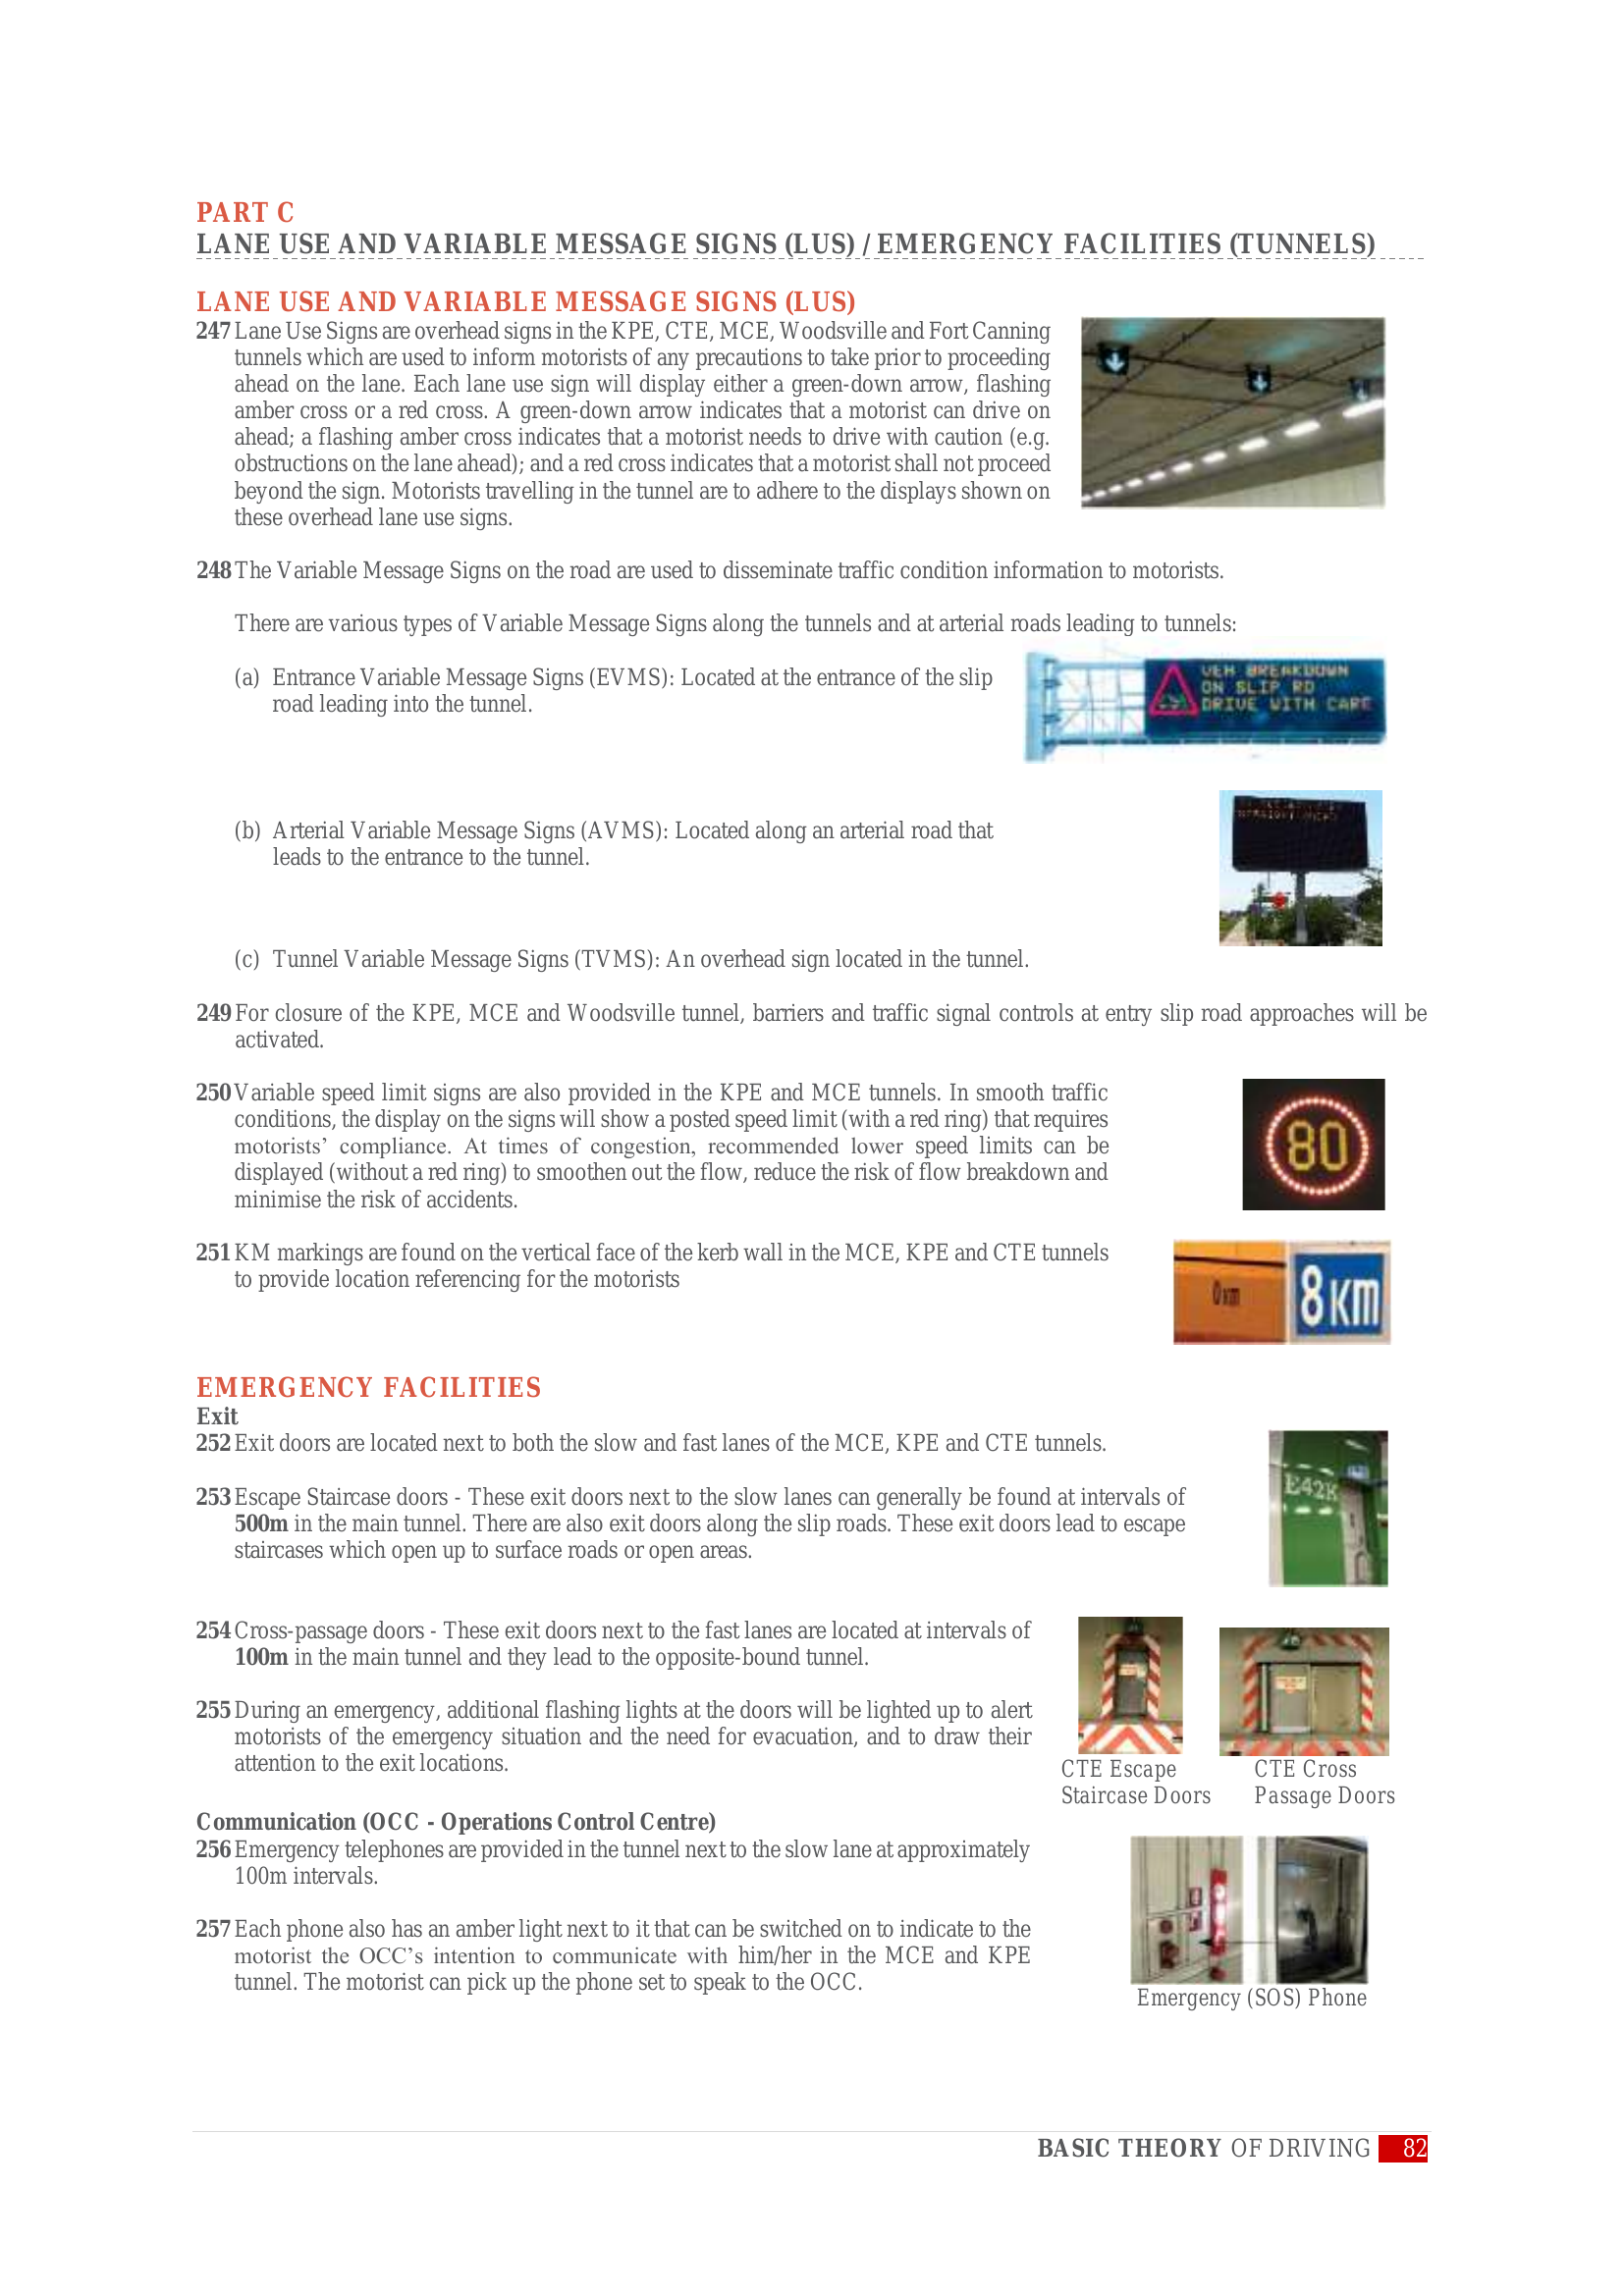 PART C
LANE USE AND VARIABLE MESSAGE SIGNS (LUS) / EMERGENCY FACILITIES (TUNNELS)
LANE USE AND VARIABLE MESSAGE SIGNS (LUS)
247 Lane Use Signs are overhead signs in the KPE, CTE, MCE, Woodsville and Fort Canning
tunnels which are used to inform motorists of any precautions to take prior to proceeding
ahead on the lane. Each lane use sign will display either a green-down arrow, flashing
amber cross or a red cross. A green-down arrow indicates that a motorist can drive on
ahead; a flashing amber cross indicates that a motorist needs to drive with caution (e.g.
obstructions on the lane ahead); and a red cross indicates that a motorist shall not proceed
beyond the sign. Motorists travelling in the tunnel are to adhere to the displays shown on
these overhead lane use signs.
248 The Variable Message Signs on the road are used to disseminate traffic condition information to motorists.
There are various types of Variable Message Signs along the tunnels and at arterial roads leading to tunnels:
(a) Entrance Variable Message Signs (EVMS): Located at the entrance of the slip
road leading into the tunnel.
VEH BREAKDOWN
ON SLIP RD
DRIVE WITH CARE
(b) Arterial Variable Message Signs (AVMS): Located along an arterial road that
leads to the entrance to the tunnel.
(c) Tunnel Variable Message Signs (TVMS): An overhead sign located in the tunnel.
249 For closure of the KPE, MCE and Woodsville tunnel, barriers and traffic signal controls at entry slip road approaches will be
activated.
250 Variable speed limit signs are also provided in the KPE and MCE tunnels. In smooth traffic
conditions, the display on the signs will show a posted speed limit (with a red ring) that requires
motorists’ compliance. At times of congestion, recommended lower speed limits can be
displayed (without a red ring) to smoothen out the flow, reduce the risk of flow breakdown and
minimise the risk of accidents.
80
251 KM markings are found on the vertical face of the kerb wall in the MCE, KPE and CTE tunnels
to provide location referencing for the motorists
0 km
8 KM
EMERGENCY FACILITIES
Exit
252 Exit doors are located next to both the slow and fast lanes of the MCE, KPE and CTE tunnels.
253 Escape Staircase doors - These exit doors next to the slow lanes can generally be found at intervals of
500m in the main tunnel. There are also exit doors along the slip roads. These exit doors lead to escape
staircases which open up to surface roads or open areas.
254 Cross-passage doors - These exit doors next to the fast lanes are located at intervals of
100m in the main tunnel and they lead to the opposite-bound tunnel.
255 During an emergency, additional flashing lights at the doors will be lighted up to alert
motorists of the emergency situation and the need for evacuation, and to draw their
attention to the exit locations.
CTE Escape
Staircase Doors
CTE Cross
Passage Doors
Communication (OCC - Operations Control Centre)
256 Emergency telephones are provided in the tunnel next to the slow lane at approximately
100m intervals.
257 Each phone also has an amber light next to it that can be switched on to indicate to the
motorist the OCC’s intention to communicate with him/her in the MCE and KPE
tunnel. The motorist can pick up the phone set to speak to the OCC.
Emergency (SOS) Phone
BASIC THEORY OF DRIVING 82